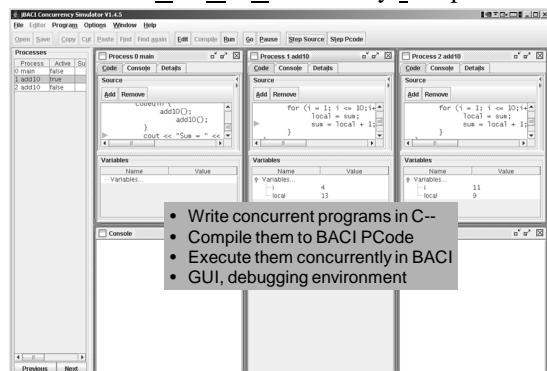 jBACI Concurrency Simulator V1.4.5
File Editor Program Options Window Help
Open Save Copy Cut Paste Find Find again Edit Compile Run Go Pause Step Source Step Pcode
Processes
Process Active Su
0 main false
1 add10 true
2 add10 false
Previous Next
Process 0 main
Code Console Details
Source
Add Remove
add10();
add10();
}
cout << "Sum = " <<
Variables
Name Value
Variables...
Process 1 add10
Code Console Details
Source
Add Remove
for (i = 1; i <= 10;i+
local = sum;
sum = local + 1;
}
Variables
Name Value
Variables...
i 4
local 13
Process 2 add10
Code Console Details
Source
Add Remove
for (i = 1; i <= 10;i+
local = sum;
sum = local + 1;
}
Variables
Name Value
Variables...
i 11
local 9
Console
• Write concurrent programs in C--
• Compile them to BACI PCode
• Execute them concurrently in BACI
• GUI, debugging environment